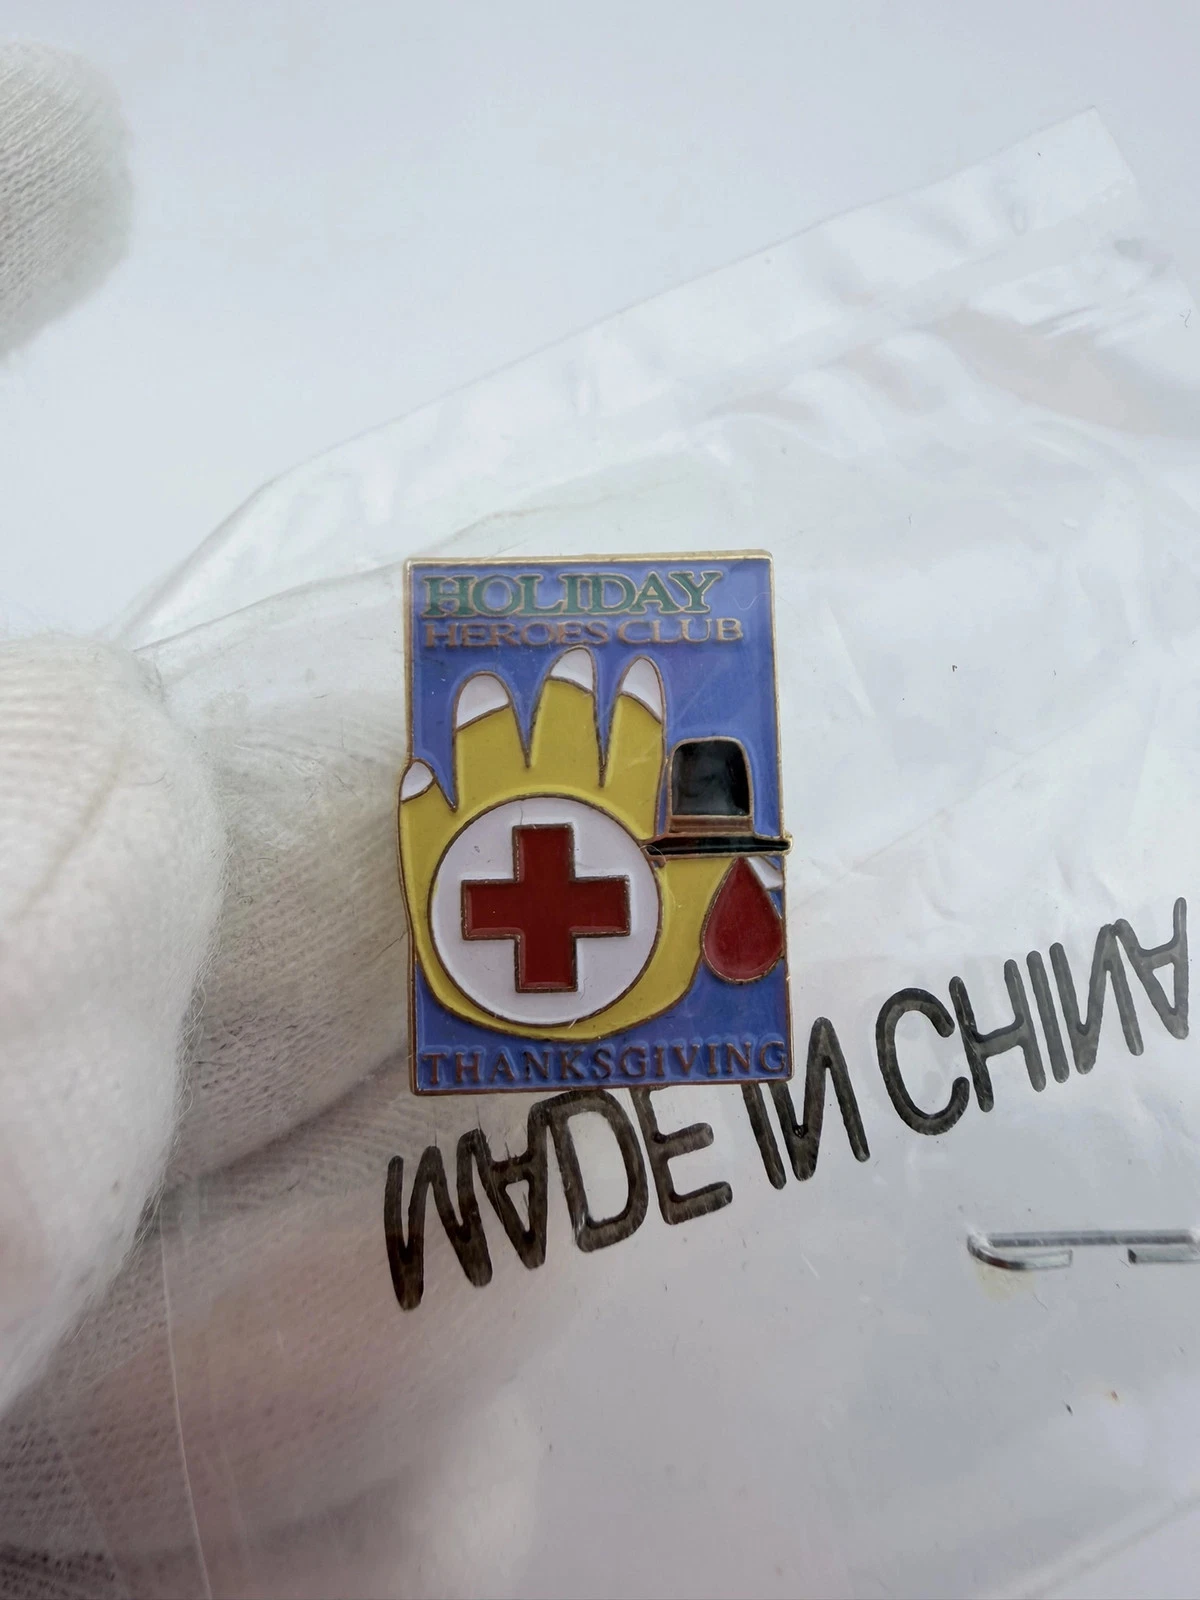 HOLIDAY
HEROES CLUB
THANKSGIVING
MADE IN CHINA